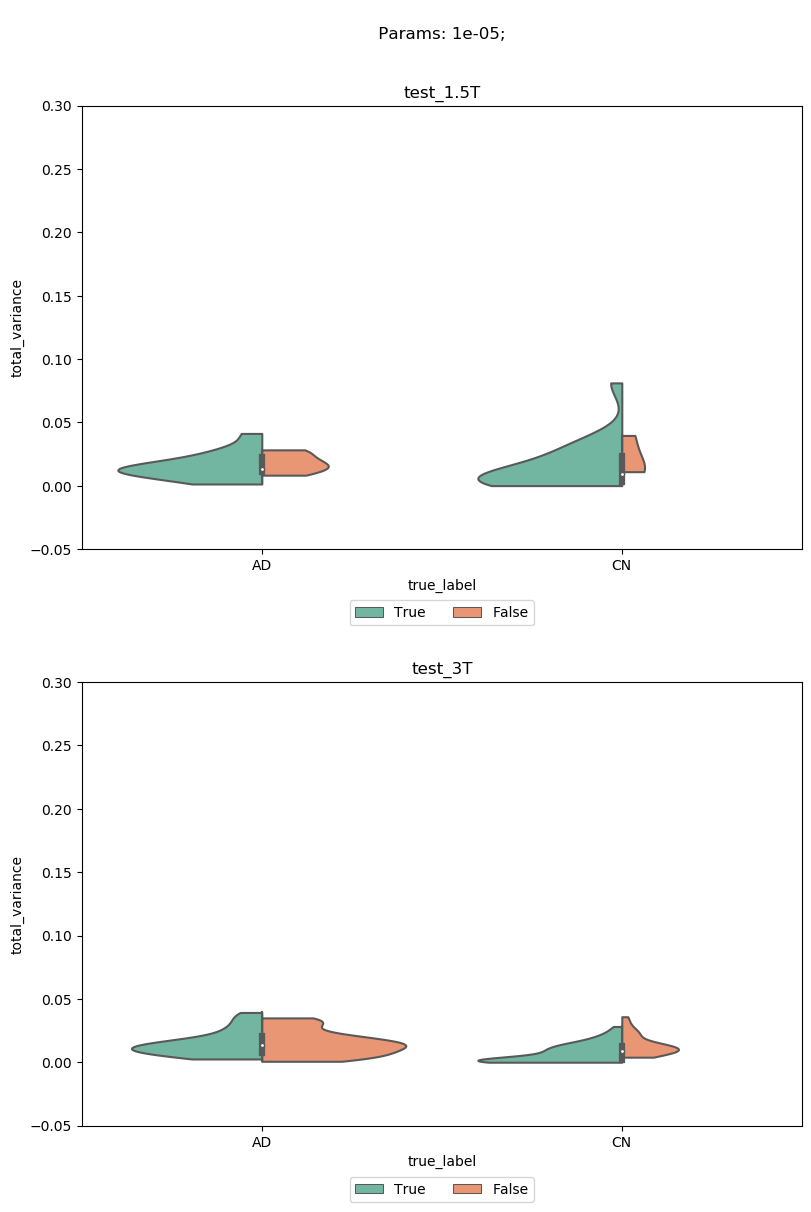 Params: 1e-05;
test_1.5T
0.30
0.25
0.20
0.15
0.10
0.05
0.00
−0.05
total_variance
AD
CN
true_label
True
False
test_3T
0.30
0.25
0.20
0.15
0.10
0.05
0.00
−0.05
total_variance
AD
CN
true_label
True
False